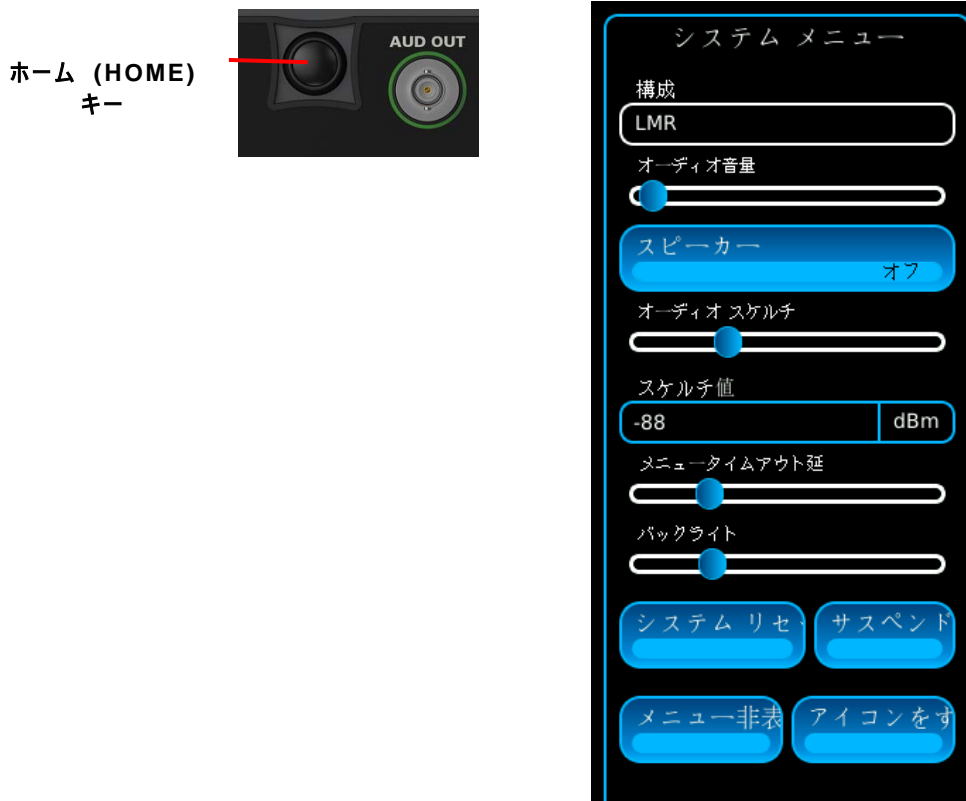 ホーム (HOME)
キー
AUD OUT
システム メニュー
構成
LMR
オーディオ音量
スピーカー
オフ
オーディオ スケルチ
スケルチ値
-88 dBm
メニュータイムアウト延
バックライト
システム リセ
サスペンド
メニュー非表
アイコンをす